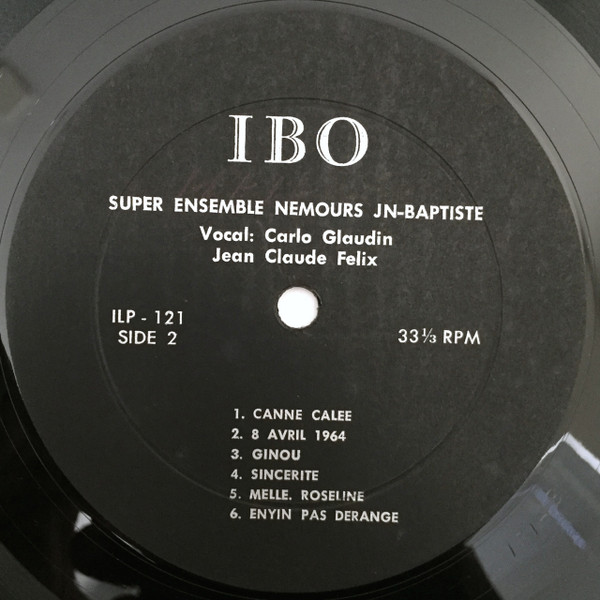 IBO
SUPER ENSEMBLE NEMOURS JN-BAPTISTE
Vocal: Carlo Glaudin
Jean Claude Felix
ILP - 121
SIDE 2
33⅓ RPM
1. CANNE CALEE
2. 8 AVRIL 1964
3. GINOU
4. SINCERITE
5. MELLE. ROSELINE
6. ENYIN PAS DERANGE